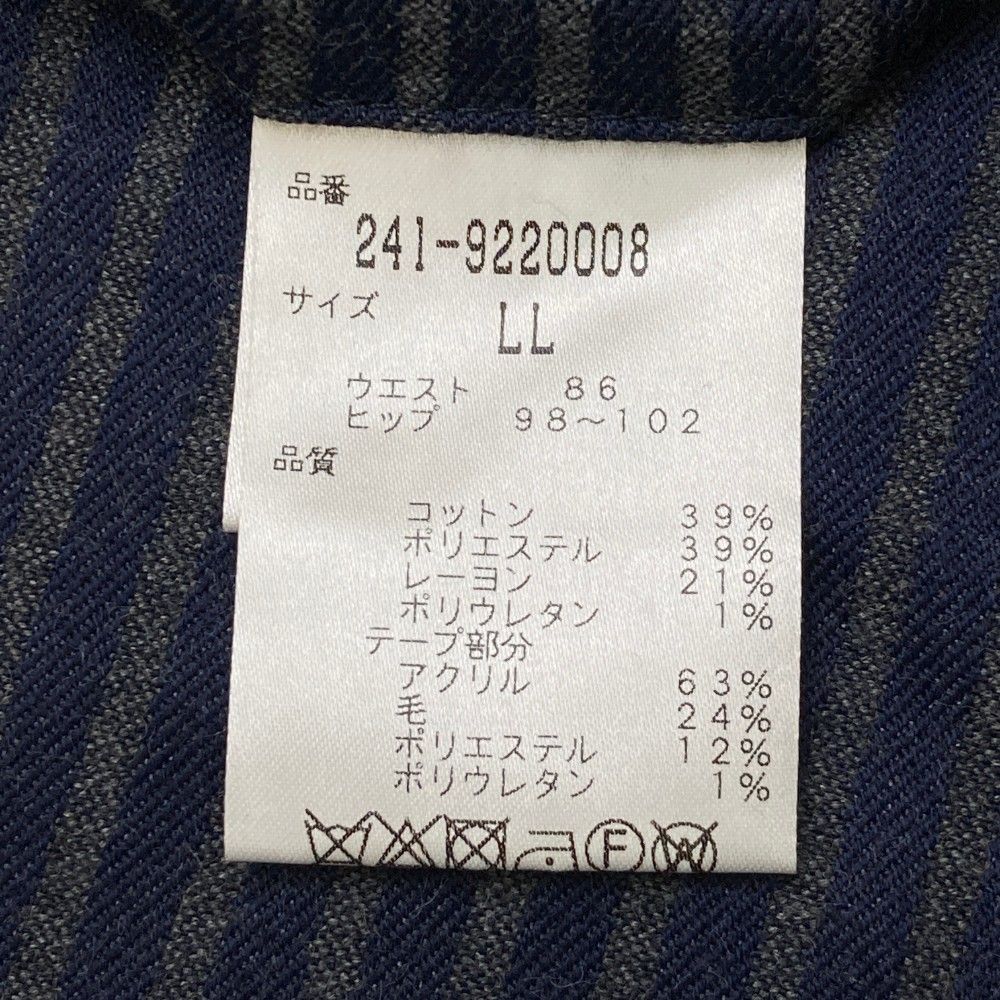 品番
241-9220008
サイズ
LL
ウエスト 86
ヒップ 98～102
品質
コットン 39%
ポリエステル 39%
レーヨン 21%
ポリウレタン 1%
テープ部分
アクリル 63%
毛 24%
ポリエステル 12%
ポリウレタン 1%
F W